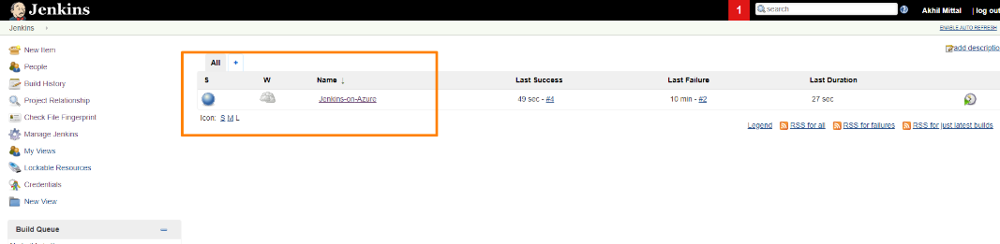 Jenkins
1
search
Akhil Mittal
| log out
Jenkins ›
ENABLE AUTO REFRESH
New Item
People
Build History
Project Relationship
Check File Fingerprint
Manage Jenkins
My Views
Lockable Resources
Credentials
New View
Build Queue
add descriptio
All +
S W Name ↓ Last Success Last Failure Last Duration
Jenkins-on-Azure 49 sec - #4 10 min - #2 27 sec
Icon: S M L
Legend RSS for all RSS for failures RSS for just latest builds